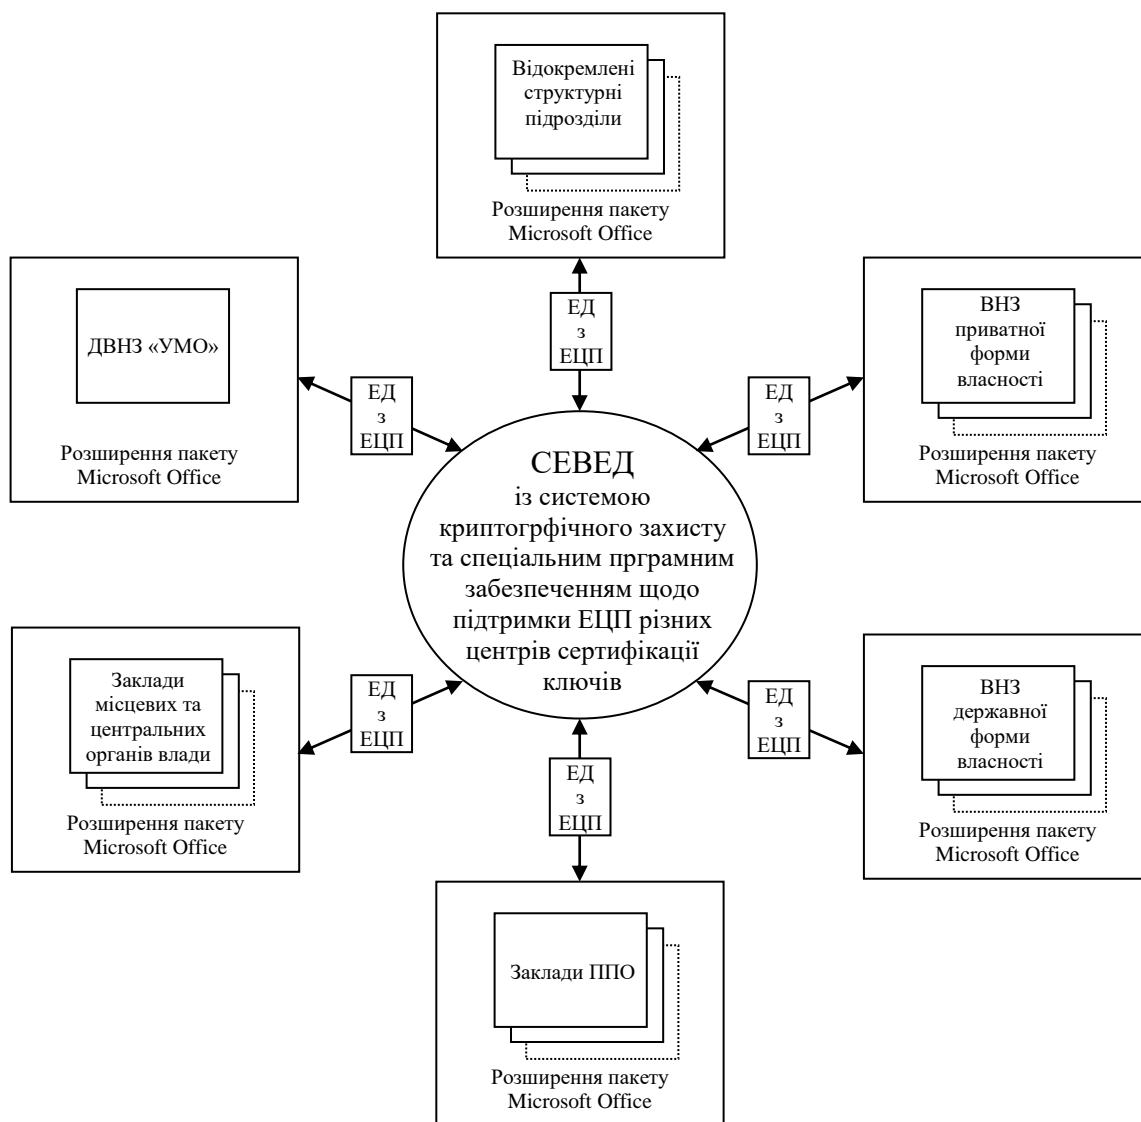 Відокремлені
структурні
підрозділи
Розширення пакету
Microsoft Office
ДВНЗ «УМО»
Розширення пакету
Microsoft Office
ЕД
з
ЕЦП
ЕД
з
ЕЦП
ЕД
з
ЕЦП
ВНЗ
приватної
форми
власності
Розширення пакету
Microsoft Office
СЕВЕД
із системою
криптогрфічного захисту
та спеціальним прграмним
забезпеченням щодо
підтримки ЕЦП різних
центрів сертифікації
ключів
Заклади
місцевих та
центральних
органів влади
Розширення пакету
Microsoft Office
ЕД
з
ЕЦП
ЕД
з
ЕЦП
ЕД
з
ЕЦП
ВНЗ
державної
форми
власності
Розширення пакету
Microsoft Office
Заклади ППО
Розширення пакету
Microsoft Office